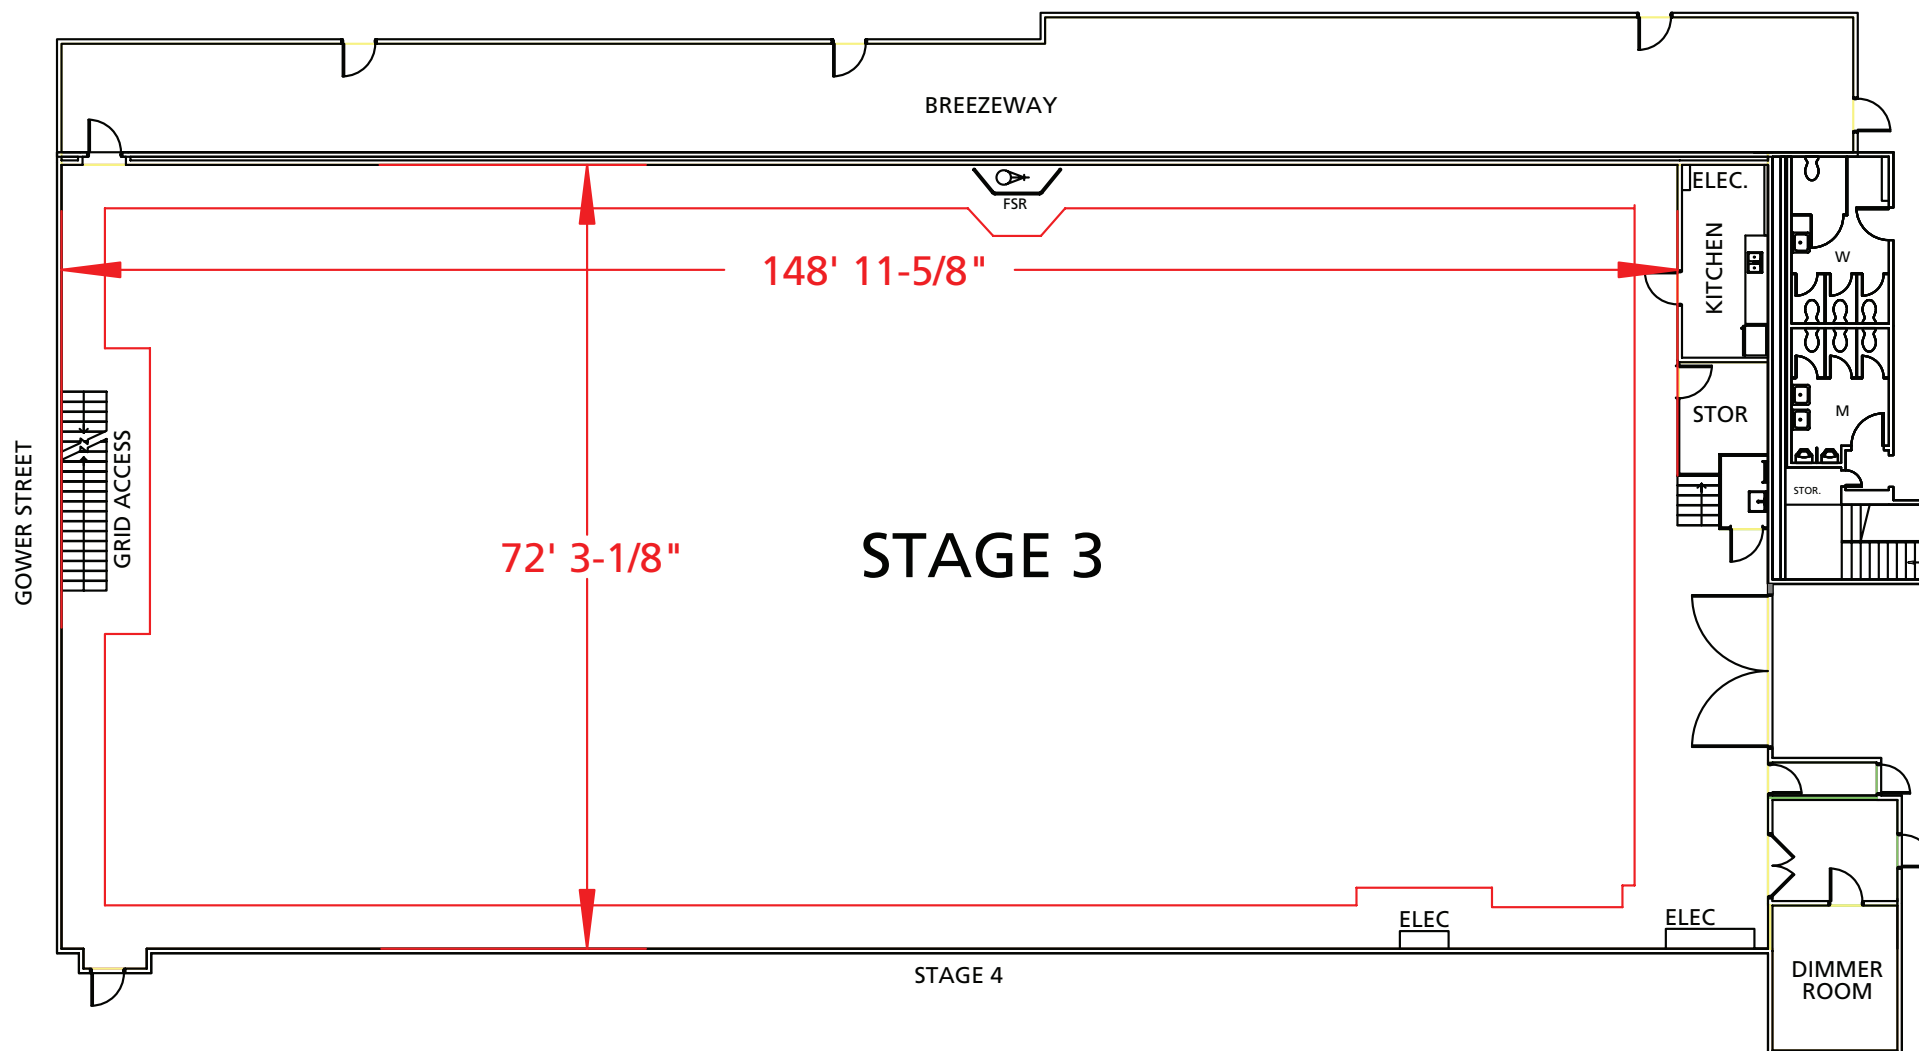 BREEZEWAY
ELEC.
FSR
KITCHEN
W
148' 11-5/8"
STOR
M
GOWER STREET
GRID ACCESS
STOR.
72' 3-1/8"
STAGE 3
ELEC
ELEC
STAGE 4
DIMMER
ROOM